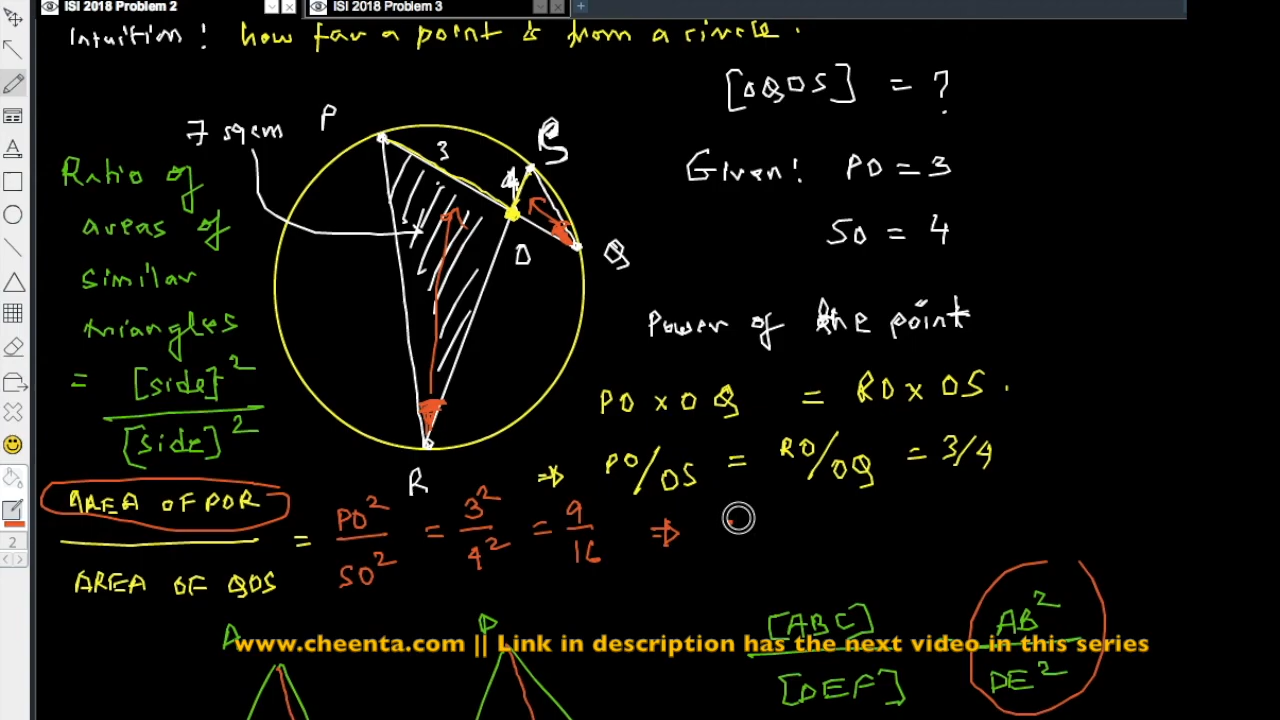 ISI 2018 Problem 2
ISI 2018 Problem 3
Intuition! how far a point is from a circle.
[ΔQOS] = ?
Given! PO = 3
SO = 4
P
3
S
4
O
Q
R
7 sqcm
Ratio of
areas of
similar
triangles
= [side]²
[side]²
Power of the point
PO x OQ = RO x OS.
⇒ PO/OS = RO/OQ = 3/4
AREA OF POR
AREA OF QOS
= PO²/SO² = 3²/4² = 9/16 ⇒
A
D
[ABC]
[DEF]
AB²
DE²
www.cheenta.com || Link in description has the next video in this series
2